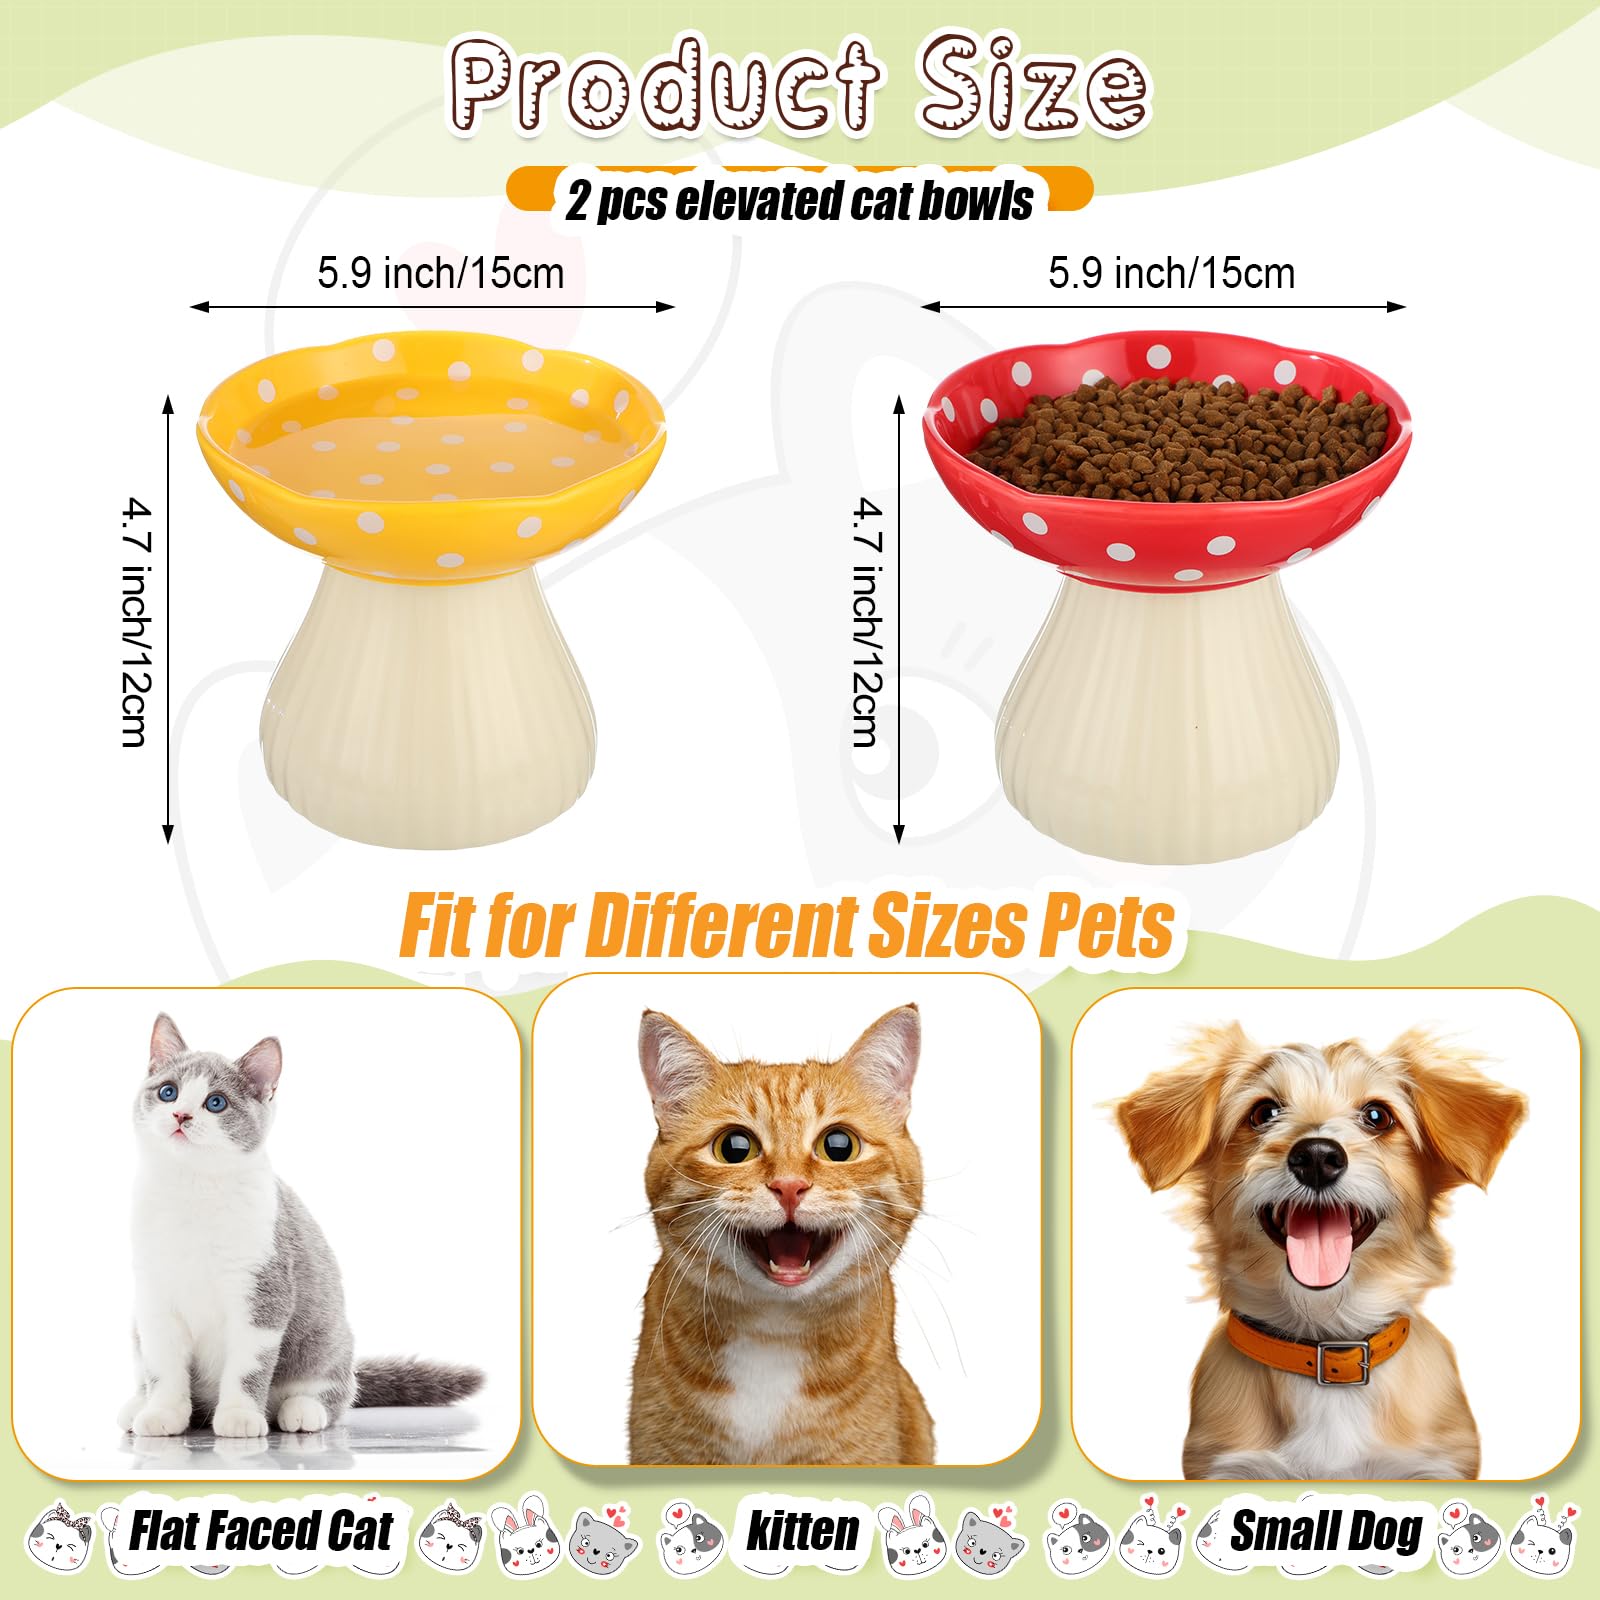 Product Size
2 pcs elevated cat bowls
5.9 inch/15cm
5.9 inch/15cm
4.7 inch/12cm
4.7 inch/12cm
Fit for Different Sizes Pets
Flat Faced Cat
kitten
Small Dog